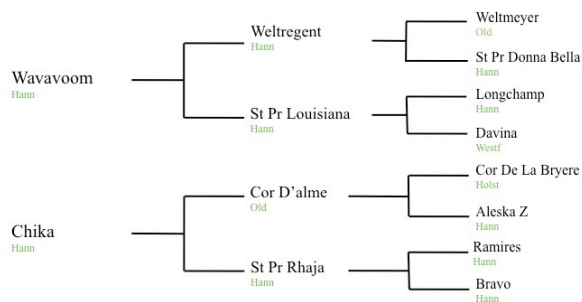 Wavavoom
Hann
Weltregent
Hann
St Pr Louisiana
Hann
Weltmeyer
Old
St Pr Donna Bella
Hann
Longchamp
Hann
Davina
Westf
Chika
Hann
Cor D'alme
Old
St Pr Rhaja
Hann
Cor De La Bryere
Holst
Aleska Z
Hann
Ramires
Hann
Bravo
Hann